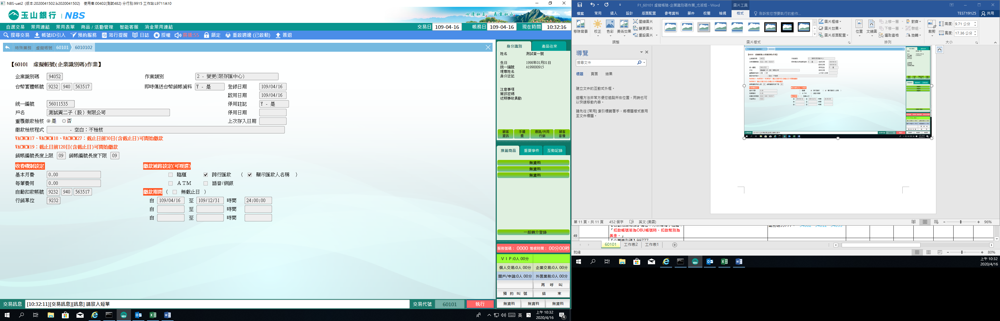 NBS-uat2 (版本:2020041502.b2020041502) 使用者:00402(測試482) 分行別:9915 工作站:L9711A10
玉山銀行 | NBS
心清如玉, 義重如山
自選交易 常用連結 常用表單 商品 / 活動管理 智能客服 消金常用連結
交易日 109-04-16 帳務日 109-04-16 現在時間 10:32:16
搜尋交易 帳號ID引入 預約服務 蒞行提醒 日誌 授權 廣播:55 鎖定 重啟週邊 (已啟動) 簽退
特殊業務 虛擬帳號 60101 6010102
【60101 虛擬帳號(企業識別碼)作業】
企業識別碼 94052 作業類別 2 - 變更(限存匯中心)
台幣實體帳號 9232 940 563517 即時傳送台幣銷帳資料 Y - 是 登錄日期 109/04/16
啟用日期 109/04/16
統一編號 56011535 停用註記 Y - 是
戶名 測試黃二子（股）有限公司 停用日期
重覆繳款檢核 是 否 上次存入日期
繳款檢核程式 - 空白：不檢核
VACNCM17、VACNCM18、VACNCM27：截止日前30日(含截止日)可開始繳款
VACNCM19：截止日前120日(含截止日)可開始繳款
銷帳編號長度上限 09 銷帳編號長度下限 09
收費機制設定 繳款通路設定(可複選)
基本月費 0.00 臨櫃 跨行匯款 （ 顯示匯款人名稱 ）
每筆費用 0.00 ATM 語音/網銀
自動扣款帳號 9232 940 563517 繳款期間 （ 無截止日 ）
行銷單位 9232 自 109/04/16 至 109/12/31 時間 24:00:00
自 至 時間
自 至 時間
身分識別 產品往來
姓名 測試黃一號
生日 1998年01月01日
統一編號 A199000915
理專姓名
身分註記
注意事項
簡訊密碼
近期事故異動
顧客資訊 手續費 通路/共同行銷 顧客影像
推薦商品 重要事件 互動記錄
無資料
無資料
無資料
一般轉介登錄
服務號碼： 0000 等候時間： 00分00秒
ＶＩＰ:0人 00分
個人交易:0人 00分 企業交易:0人 00分
開戶/申請:0人 00分 外匯業務:0人 00分
再 呼 叫
預 約 叫 號 結 束
無資料 無資料 無資料
交易訊息 [10:32:11][交易訊息][訊息] 請放入短單 交易代號 60101 執行
英
上午 10:32
2020/4/16
4
F1_60101 虛擬帳號-企業識別碼作業_尤淑姬 - Word 圖片工具
檔案 常用 插入 設計 版面配置 參考資料 郵件 校閱 檢視 格式 告訴我您想要執行的動作... TEST19125 共用
移除背景 校正 色彩 美術效果 壓縮圖片 變更圖片 重設圖片
圖片框線 圖片效果 圖片版面配置
位置 文繞圖 上移一層 下移一層 選取窗格 對齊 群組 旋轉
裁剪 高度: 9.71 公分 寬度: 17.36 公分
調整 圖片樣式 排列 大小
導覽
搜尋文件
標題 頁面 結果
建立文件的互動式外框。
這種方法非常方便您追蹤所在位置，同時也可以快速移動內容。
請先從 [常用] 索引標籤著手，將標題樣式套用至文件標題。
第 11 頁，共 11 頁 452 個字 英文 (美國) 96%
49 「扣款帳號若為OBU帳號時，扣款幣別為美金。」
【企業識別碼】99777
60101 工作表2 工作表1
就緒 80%
上午 10:32
2020/4/16